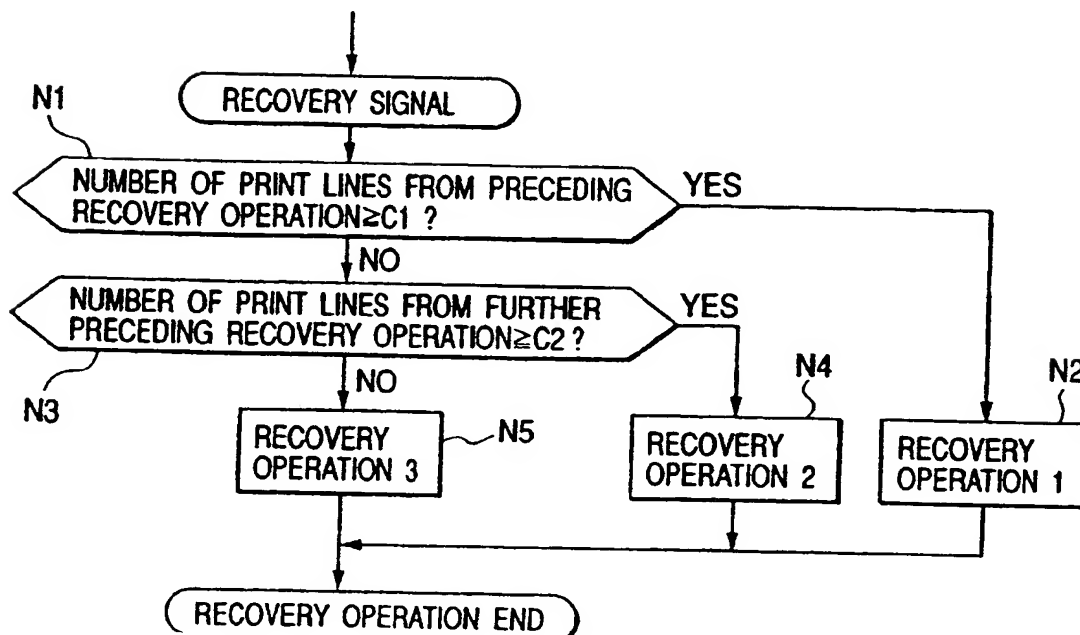 RECOVERY SIGNAL
N1
NUMBER OF PRINT LINES FROM PRECEDING
RECOVERY OPERATION≧C1 ?
YES
NO
NUMBER OF PRINT LINES FROM FURTHER
PRECEDING RECOVERY OPERATION≧C2 ?
YES
N3
NO
N4
N2
N5
RECOVERY
OPERATION 3
RECOVERY
OPERATION 2
RECOVERY
OPERATION 1
RECOVERY OPERATION END